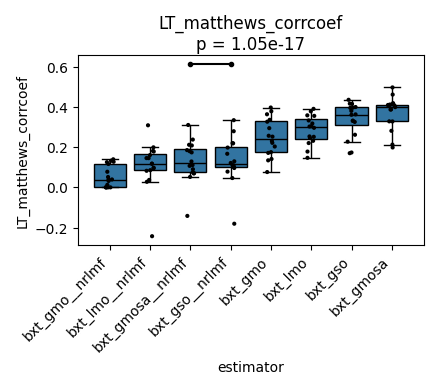 LT_matthews_corrcoef
p = 1.05e-17
LT_matthews_corrcoef
0.6
0.4
0.2
0.0
−0.2
bxt_gmo__nrlmf
bxt_lmo__nrlmf
bxt_gmosa__nrlmf
bxt_gso__nrlmf
bxt_gmo
bxt_lmo
bxt_gso
bxt_gmosa
estimator